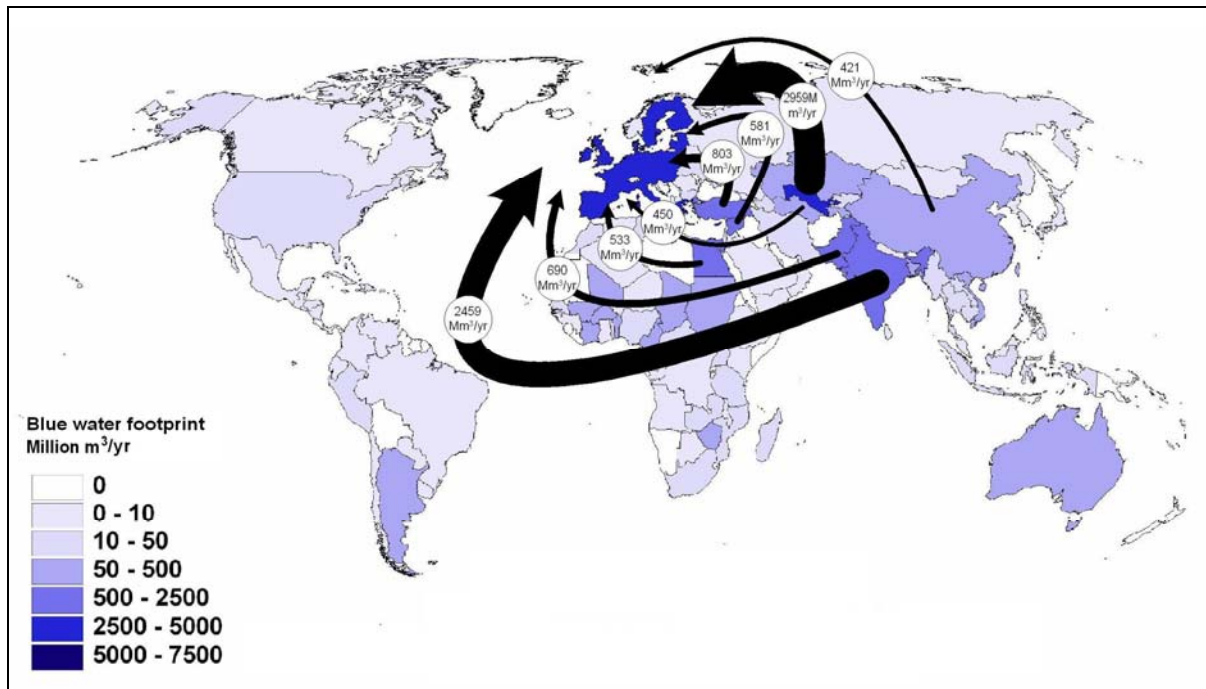 421
Mm³/yr
2959M
m³/yr
581
Mm³/yr
803
Mm³/yr
450
Mm³/yr
533
Mm³/yr
690
Mm³/yr
2459
Mm³/yr
Blue water footprint
Million m³/yr
0
0 - 10
10 - 50
50 - 500
500 - 2500
2500 - 5000
5000 - 7500